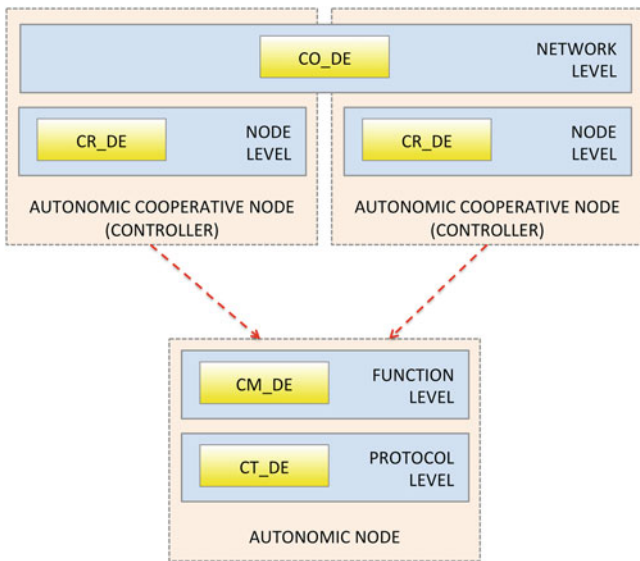 CO_DE
NETWORK
LEVEL
CR_DE
NODE
LEVEL
CR_DE
NODE
LEVEL
AUTONOMIC COOPERATIVE NODE
(CONTROLLER)
AUTONOMIC COOPERATIVE NODE
(CONTROLLER)
CM_DE
FUNCTION
LEVEL
CT_DE
PROTOCOL
LEVEL
AUTONOMIC NODE